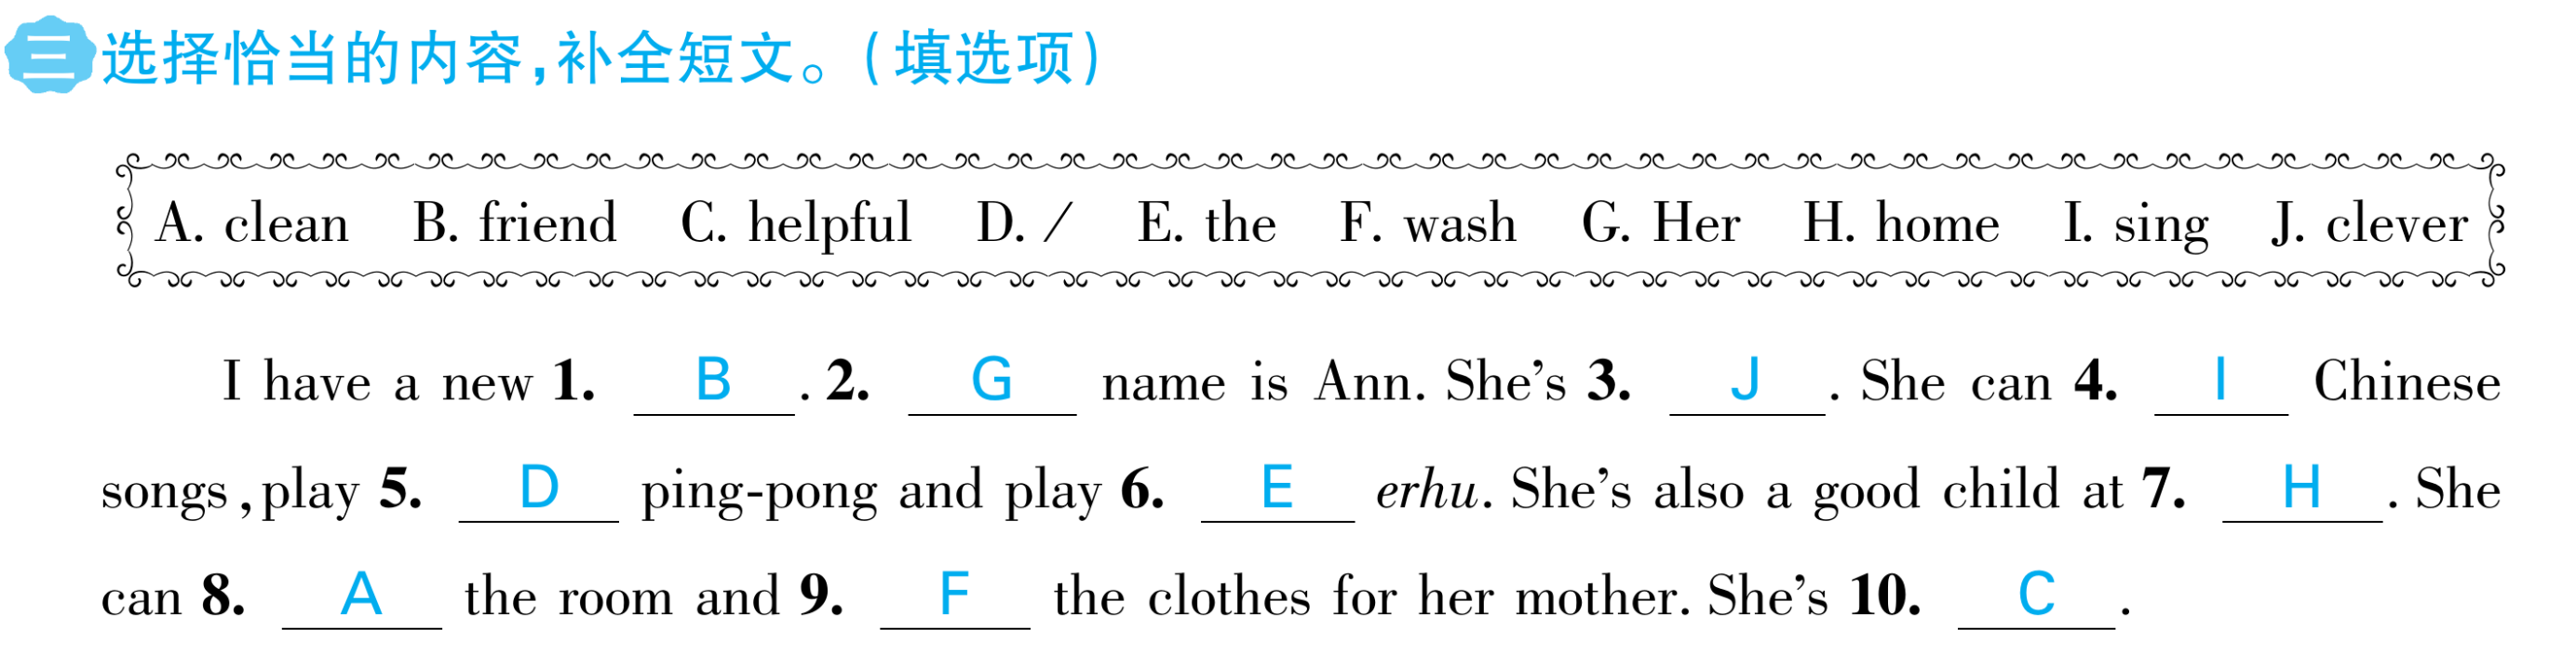 三 选择恰当的内容,补全短文。(填选项)
A. clean B. friend C. helpful D. / E. the F. wash G. Her H. home I. sing J. clever
I have a new 1. B . 2. G name is Ann. She's 3. J . She can 4. I Chinese
songs, play 5. D ping-pong and play 6. E erhu. She's also a good child at 7. H . She
can 8. A the room and 9. F the clothes for her mother. She's 10. C .